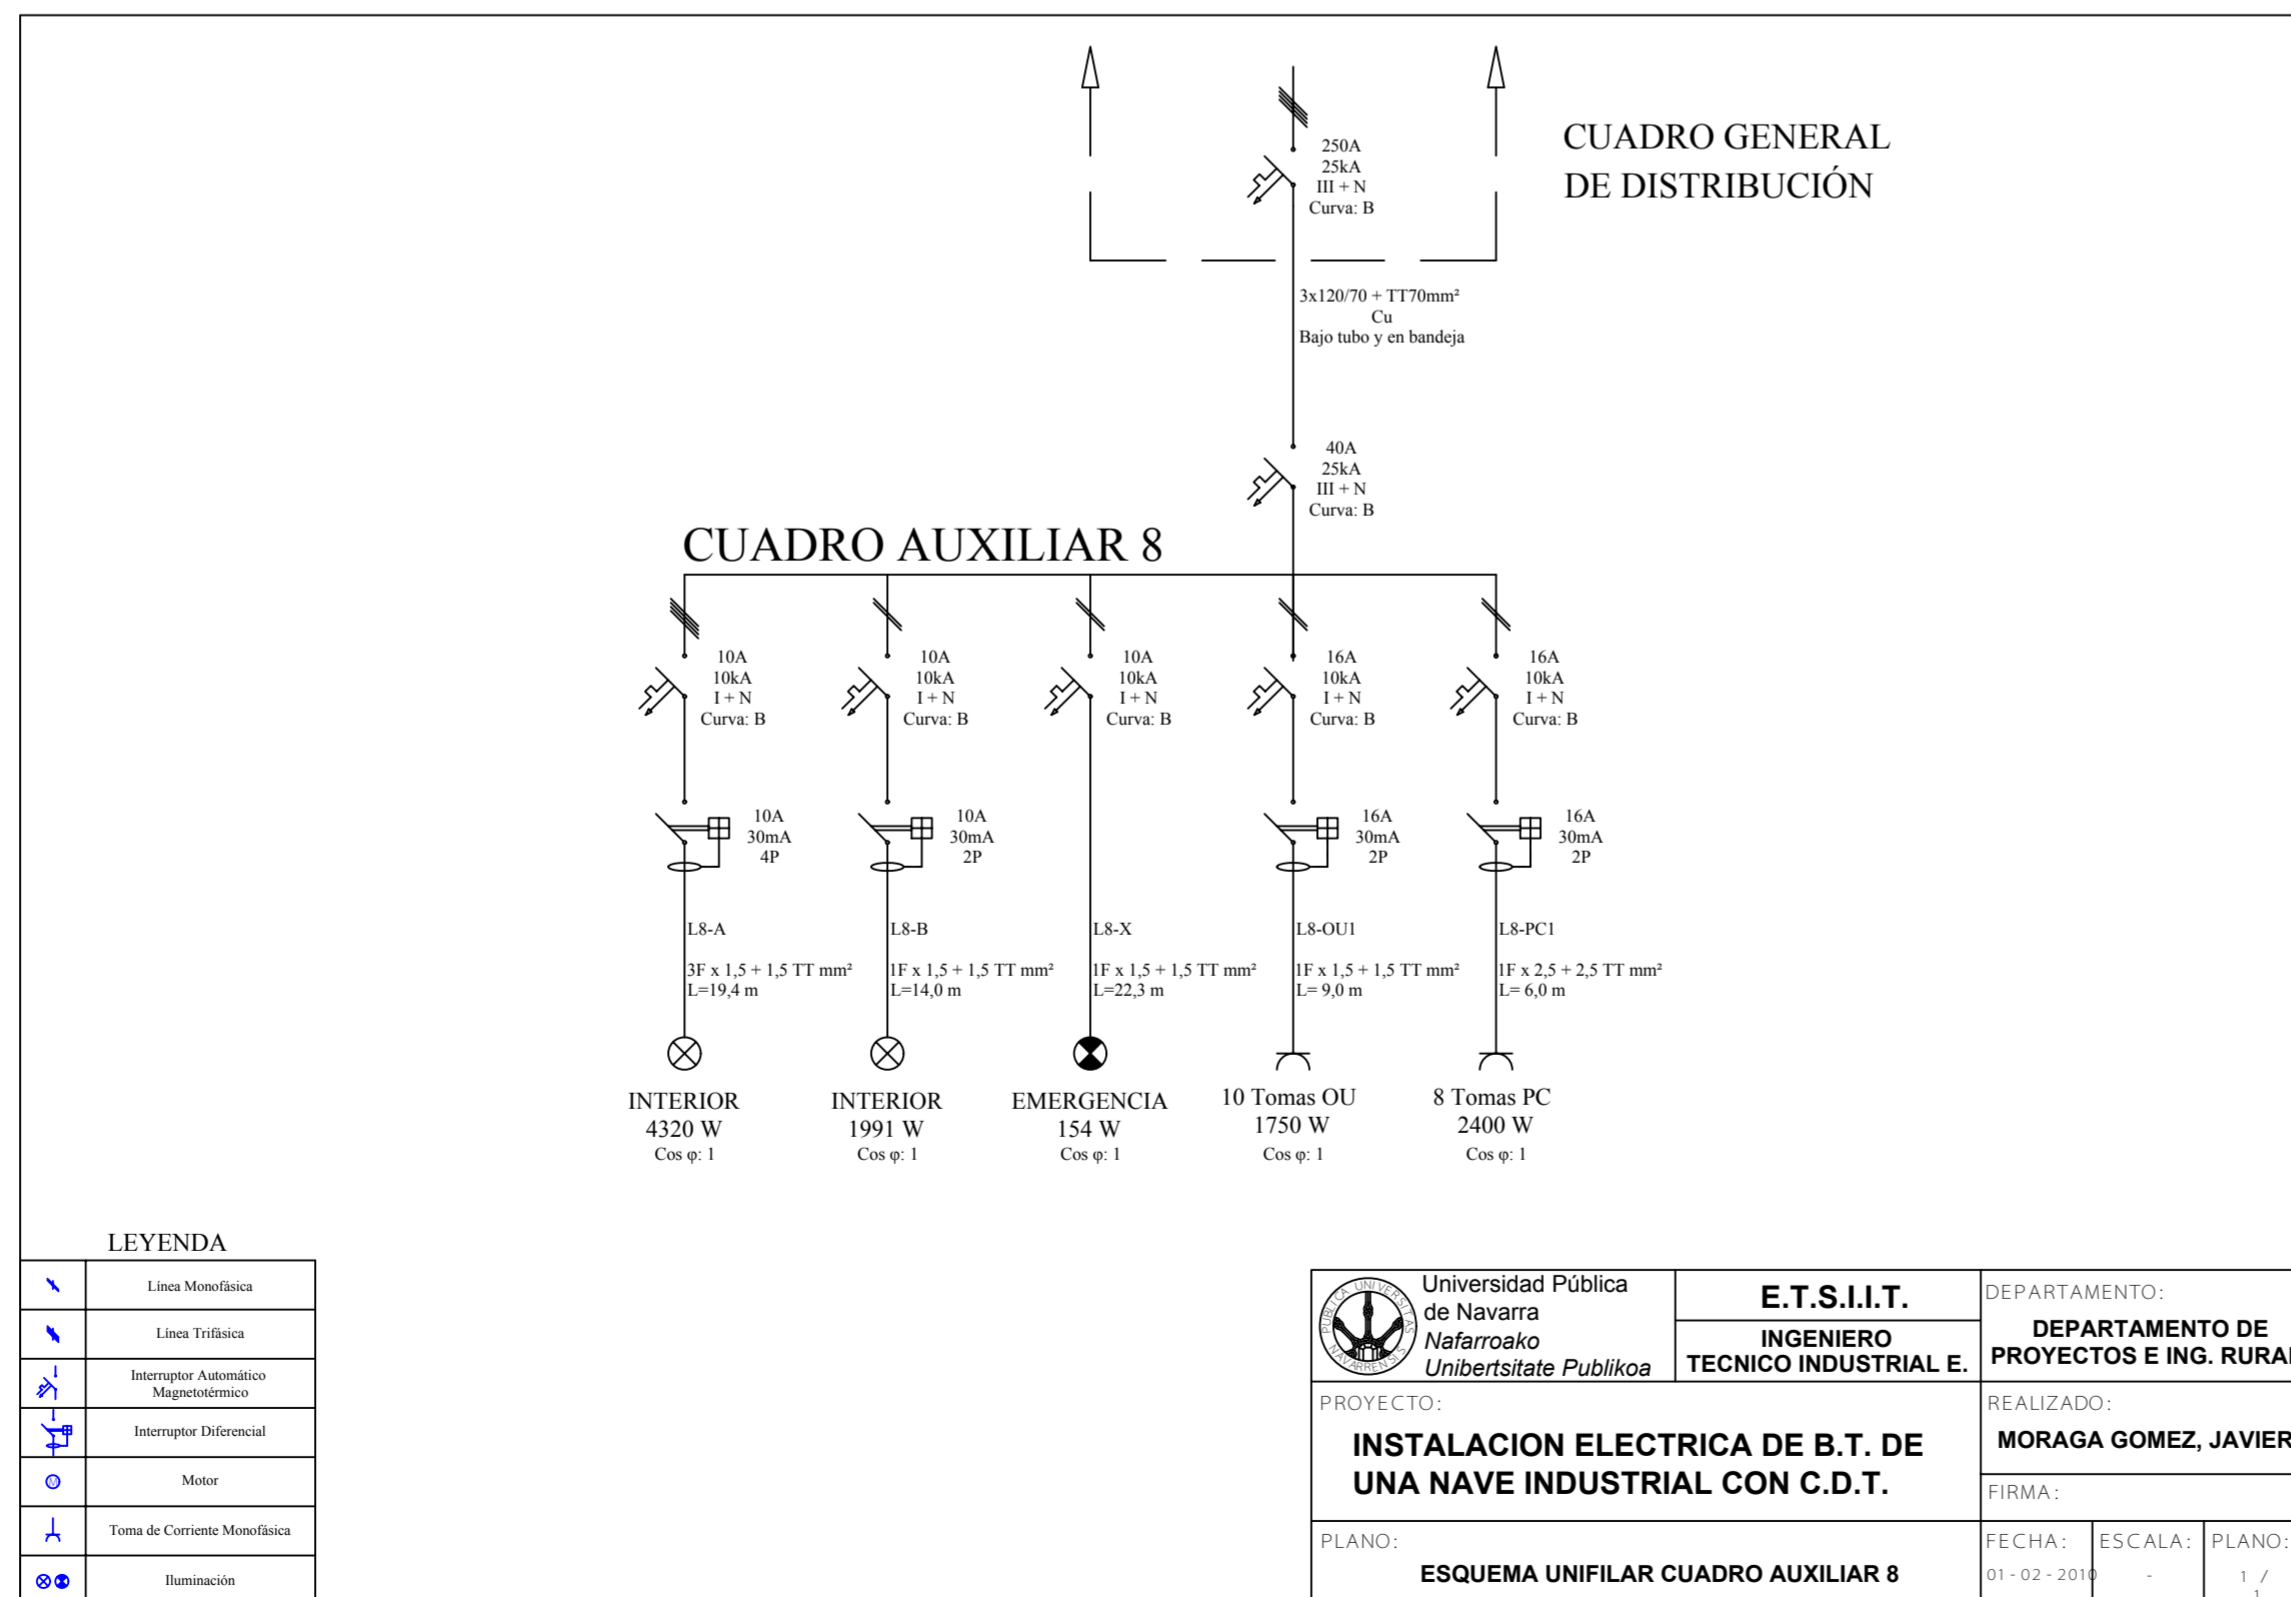 CUADRO GENERAL
DE DISTRIBUCIÓN
250A
25kA
III + N
Curva: B
3x120/70 + TT70mm²
Cu
Bajo tubo y en bandeja
40A
25kA
III + N
Curva: B
CUADRO AUXILIAR 8
10A
10kA
I + N
Curva: B
10A
10kA
I + N
Curva: B
10A
10kA
I + N
Curva: B
16A
10kA
I + N
Curva: B
16A
10kA
I + N
Curva: B
10A
30mA
4P
10A
30mA
2P
16A
30mA
2P
16A
30mA
2P
L8-A
3F x 1,5 + 1,5 TT mm²
L=19,4 m
L8-B
1F x 1,5 + 1,5 TT mm²
L=14,0 m
L8-X
1F x 1,5 + 1,5 TT mm²
L=22,3 m
L8-OU1
1F x 1,5 + 1,5 TT mm²
L= 9,0 m
L8-PC1
1F x 2,5 + 2,5 TT mm²
L= 6,0 m
INTERIOR
4320 W
Cos φ: 1
INTERIOR
1991 W
Cos φ: 1
EMERGENCIA
154 W
Cos φ: 1
10 Tomas OU
1750 W
Cos φ: 1
8 Tomas PC
2400 W
Cos φ: 1
LEYENDA
Línea Monofásica
Línea Trifásica
Interruptor Automático
Magnetotérmico
Interruptor Diferencial
M
Motor
Toma de Corriente Monofásica
Iluminación
PUBLICA UNIVERSITAS NAVARRENSIS
Universidad Pública
de Navarra
Nafarroako
Unibertsitate Publikoa
E.T.S.I.I.T.
INGENIERO
TECNICO INDUSTRIAL E.
DEPARTAMENTO:
DEPARTAMENTO DE
PROYECTOS E ING. RURAL
PROYECTO:
INSTALACION ELECTRICA DE B.T. DE
UNA NAVE INDUSTRIAL CON C.D.T.
REALIZADO:
MORAGA GOMEZ, JAVIER
FIRMA:
PLANO:
ESQUEMA UNIFILAR CUADRO AUXILIAR 8
FECHA:
01 - 02 - 2010
ESCALA:
-
PLANO:
1 /
1